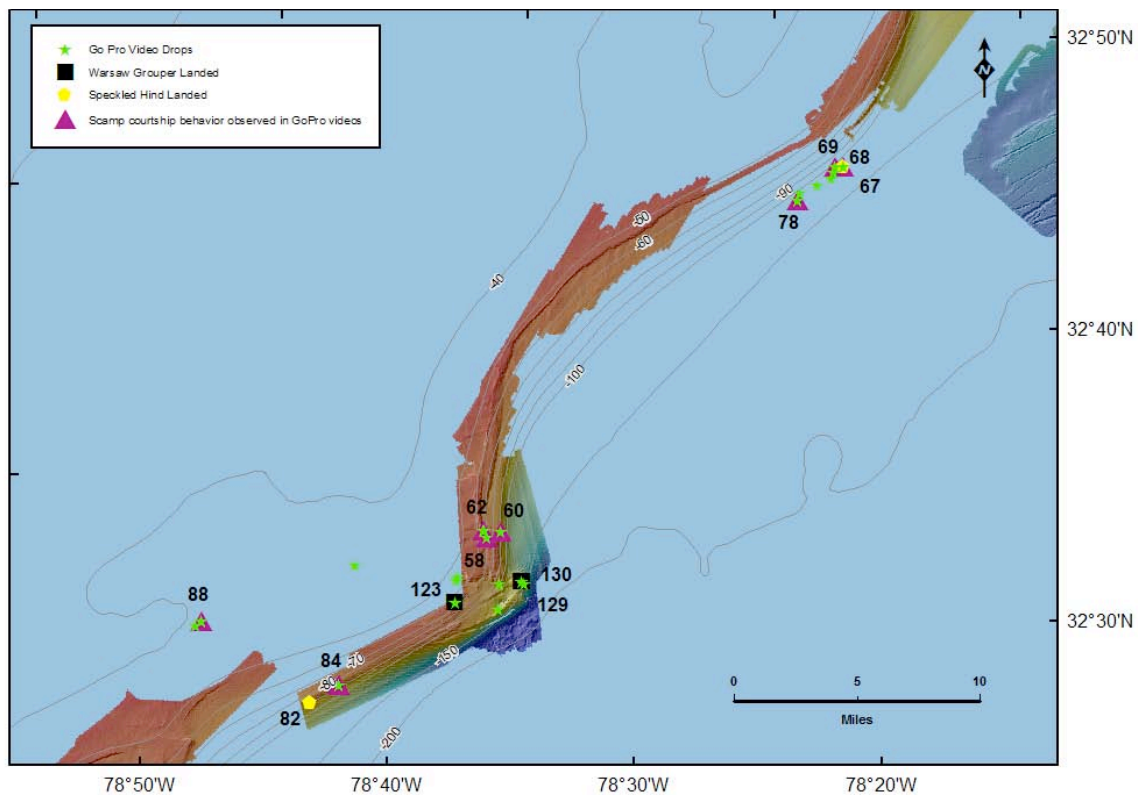 Go Pro Video Drops
Warsaw Grouper Landed
Speckled Hind Landed
Scamp courtship behavior observed in GoPro videos
N
32°50'N
69
68
67
-90
78
-50
-60
-40
32°40'N
-100
62
60
58
130
123
129
88
32°30'N
84
-70
-150
-80
82
-200
0
5
10
Miles
78°50'W
78°40'W
78°30'W
78°20'W